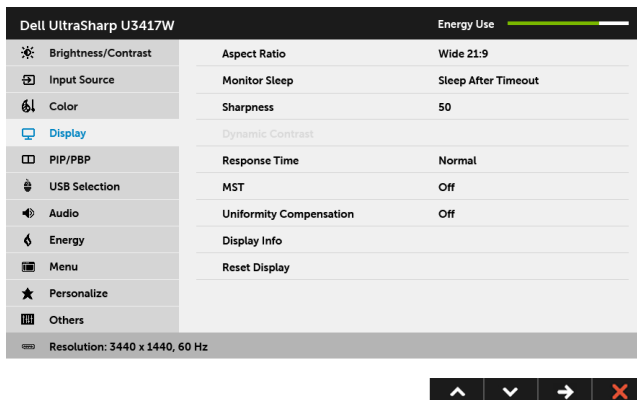 Dell UltraSharp U3417W
Energy Use
Brightness/Contrast
Aspect Ratio Wide 21:9
Input Source
Monitor Sleep Sleep After Timeout
Color
Sharpness 50
Display
Dynamic Contrast
PIP/PBP
Response Time Normal
USB Selection
MST Off
Audio
Uniformity Compensation Off
Energy
Display Info
Menu
Reset Display
Personalize
Others
Resolution: 3440 x 1440, 60 Hz